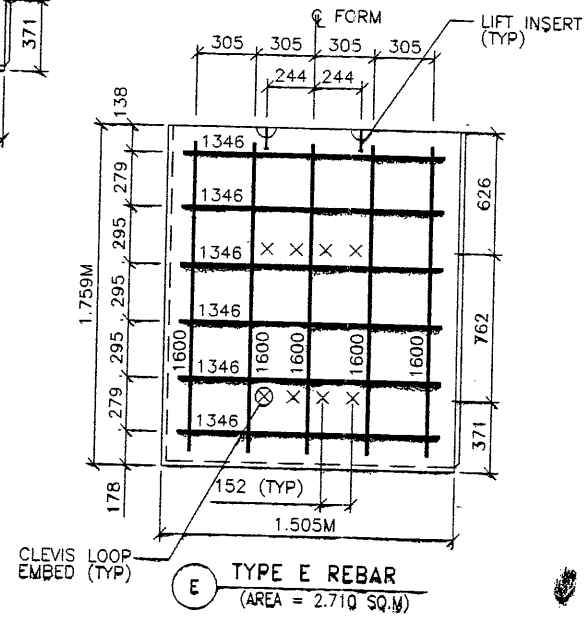 371
℄ FORM
LIFT INSERT
(TYP)
305 305 305 305
244 244
138
279
295
295
295
279
178
1.759M
1346
1346
1346
1346
1346
1346
1600 1600 1600 1600 1600
626
762
371
152 (TYP)
1.505M
CLEVIS LOOP
EMBED (TYP)
E
TYPE E REBAR
(AREA = 2.710 SQ.M)